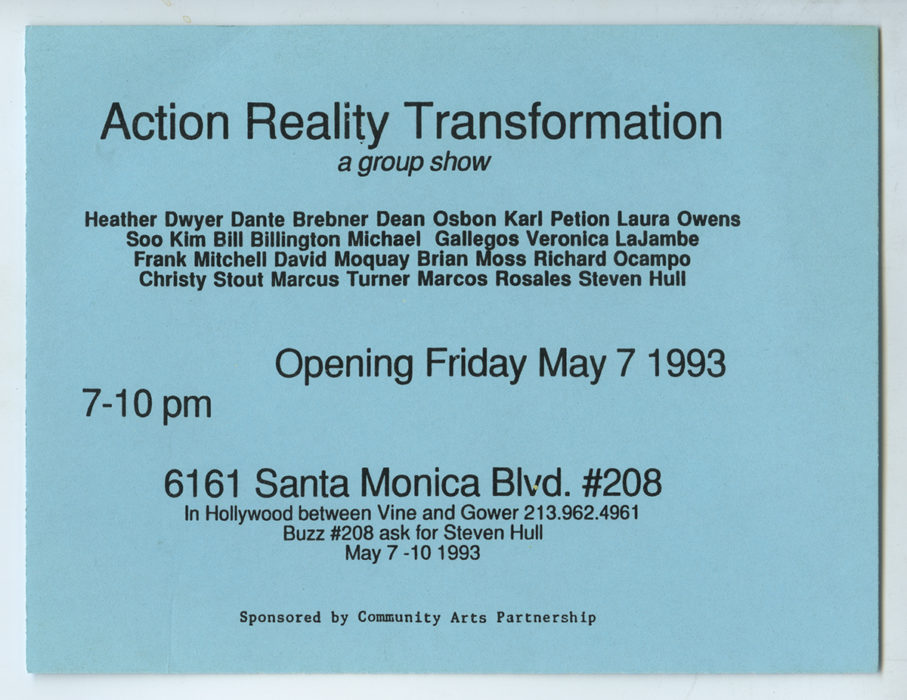 Action Reality Transformation
a group show
Heather Dwyer Dante Brebner Dean Osbon Karl Petion Laura Owens
Soo Kim Bill Billington Michael Gallegos Veronica LaJambe
Frank Mitchell David Moquay Brian Moss Richard Ocampo
Christy Stout Marcus Turner Marcos Rosales Steven Hull
Opening Friday May 7 1993
7-10 pm
6161 Santa Monica Blvd. #208
In Hollywood between Vine and Gower 213.962.4961
Buzz #208 ask for Steven Hull
May 7 -10 1993
Sponsored by Community Arts Partnership